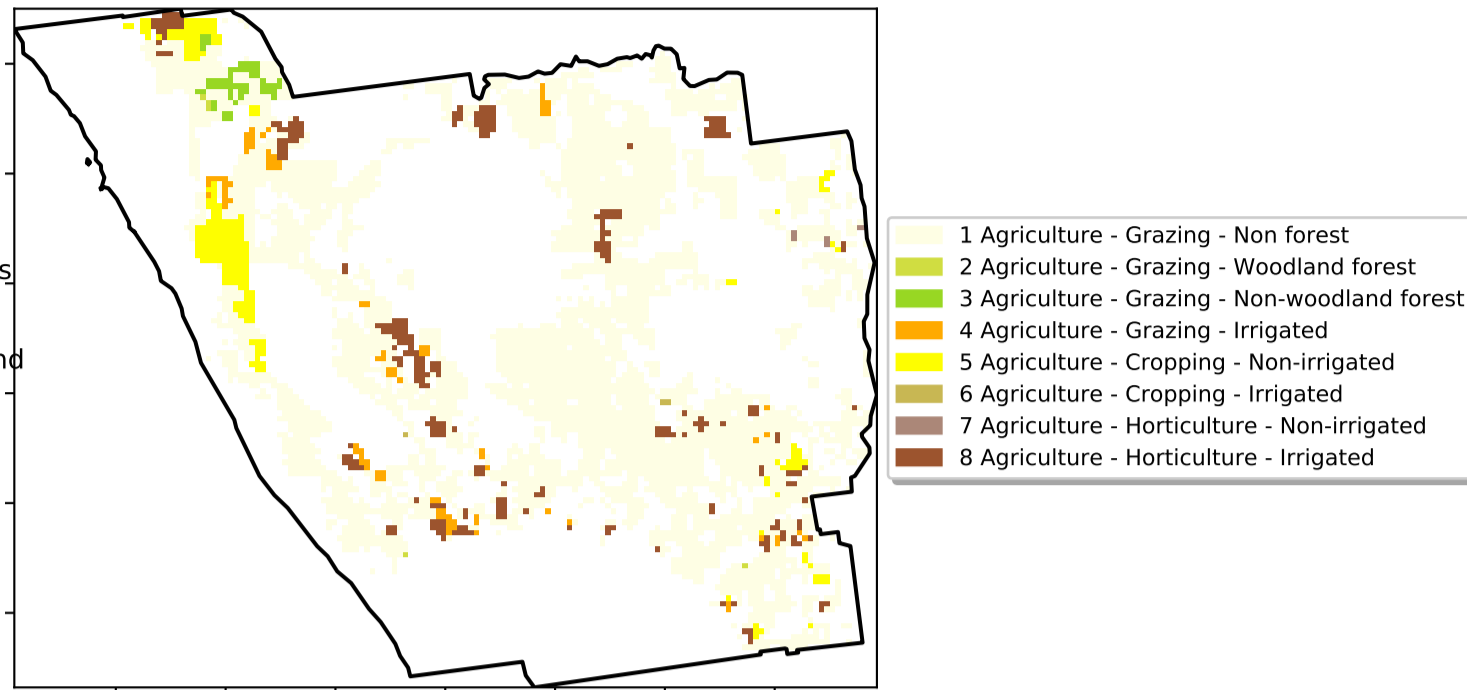 1 Agriculture - Grazing - Non forest
2 Agriculture - Grazing - Woodland forest
3 Agriculture - Grazing - Non-woodland forest
4 Agriculture - Grazing - Irrigated
5 Agriculture - Cropping - Non-irrigated
6 Agriculture - Cropping - Irrigated
7 Agriculture - Horticulture - Non-irrigated
8 Agriculture - Horticulture - Irrigated